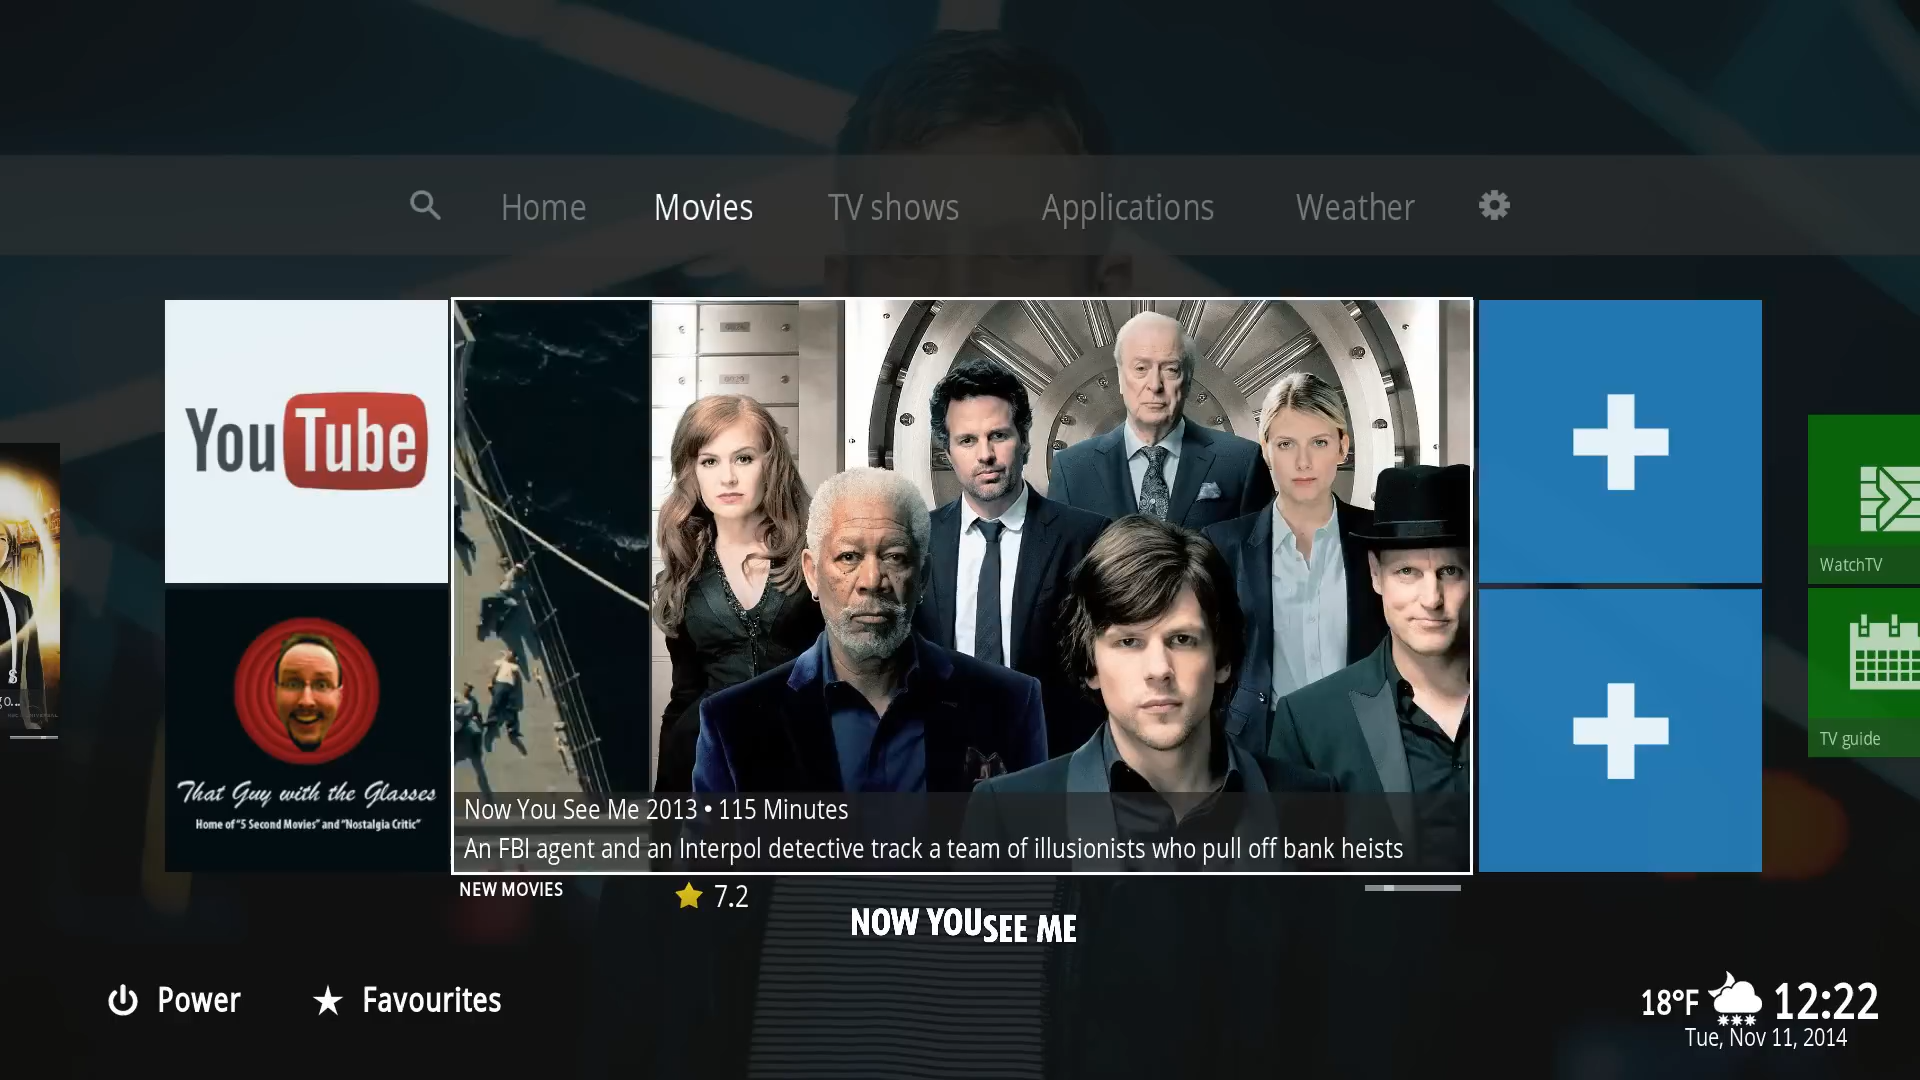 Home
Movies
TV shows
Applications
Weather
YouTube
That Guy with the Glasses
Home of "5 Second Movies" and "Nostalgia Critic"
Now You See Me 2013 • 115 Minutes
An FBI agent and an Interpol detective track a team of illusionists who pull off bank heists
NEW MOVIES
7.2
NOW YOU SEE ME
WatchTV
TV guide
Power
Favourites
18°F
12:22
Tue, Nov 11, 2014